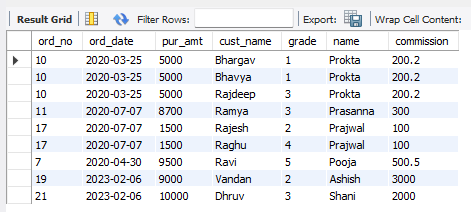 Result Grid Filter Rows: Export: Wrap Cell Content:
ord_no ord_date pur_amt cust_name grade name commission
10 2020-03-25 5000 Bhargav 1 Prokta 200.2
10 2020-03-25 5000 Bhavya 1 Prokta 200.2
10 2020-03-25 5000 Rajdeep 3 Prokta 200.2
11 2020-07-07 8700 Ramya 3 Prasanna 300
17 2020-07-07 1500 Rajesh 2 Prajwal 100
17 2020-07-07 1500 Raghu 4 Prajwal 100
7 2020-04-30 9500 Ravi 5 Pooja 500.5
19 2023-02-06 9000 Vandan 2 Ashish 3000
21 2023-02-06 10000 Dhruv 3 Shani 2000